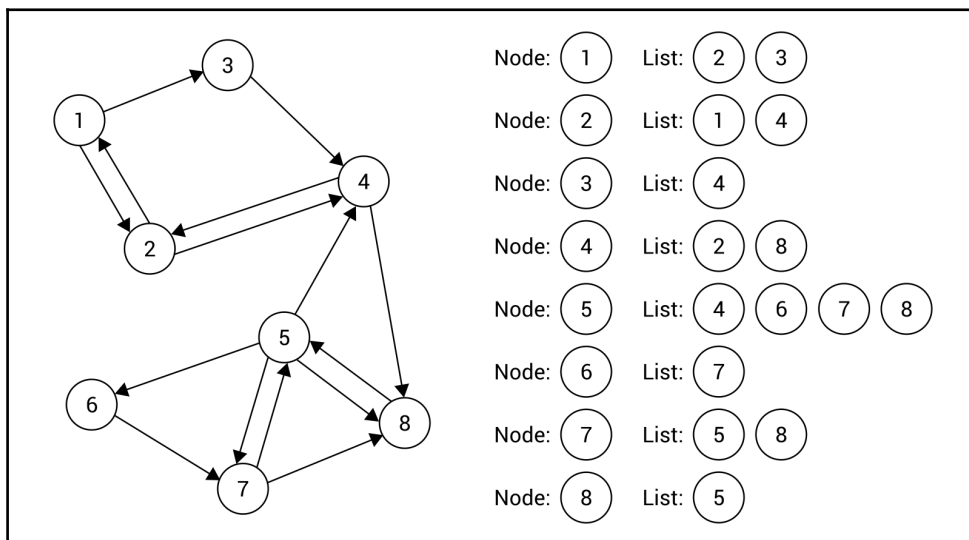 3
1
4
2
5
6
8
7
Node: 1 List: 2 3
Node: 2 List: 1 4
Node: 3 List: 4
Node: 4 List: 2 8
Node: 5 List: 4 6 7 8
Node: 6 List: 7
Node: 7 List: 5 8
Node: 8 List: 5